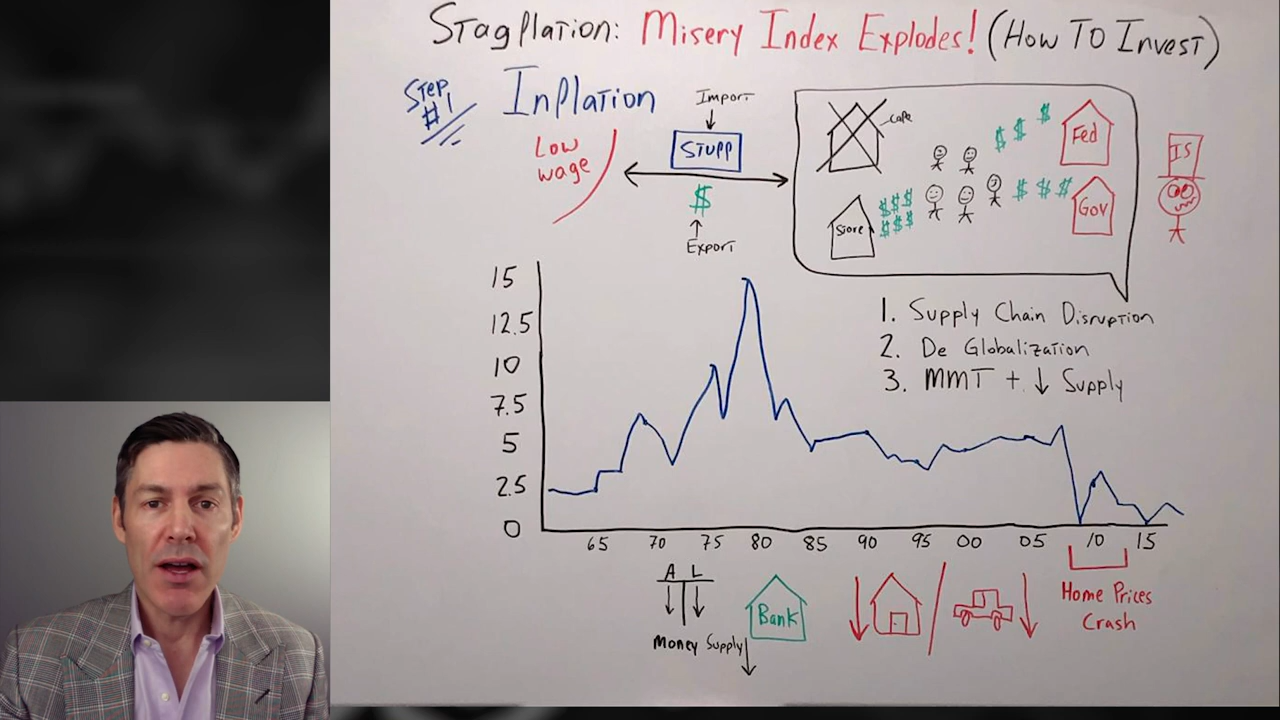 Stagflation: Misery Index Explodes! (How To Invest)
Step #1
Inflation
Low wage
Import
STUFF
$
Export
cafe
$ $ $
Fed
Store
$$$
$$$
$ $ $
Gov
IS
1. Supply Chain Disruption
2. De Globalization
3. MMT + ↓ Supply
15
12.5
10
7.5
5
2.5
0
65 70 75 80 85 90 95 00 05 10 15
A L
Money Supply
Bank
Home Prices
Crash